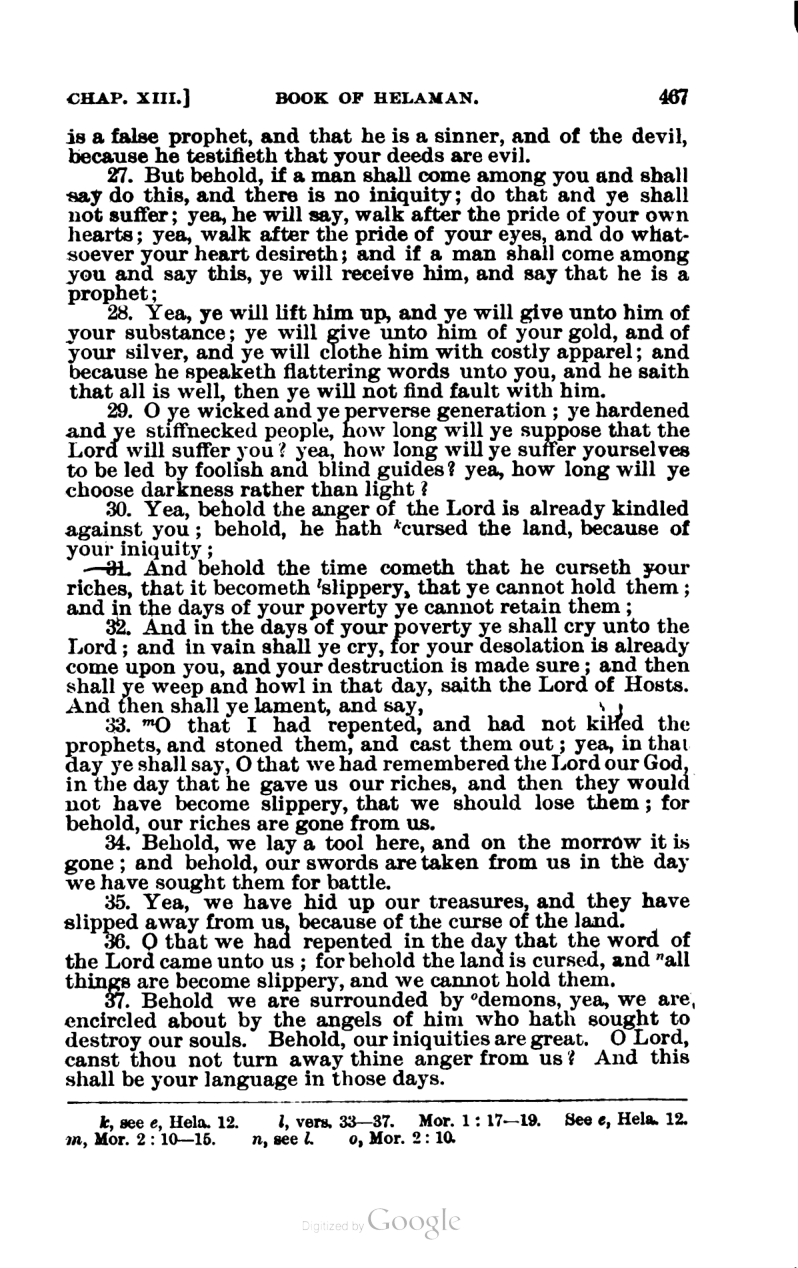 CHAP. XIII.] BOOK OF HELAMAN. 467
is a false prophet, and that he is a sinner, and of the devil,
because he testifieth that your deeds are evil.
27. But behold, if a man shall come among you and shall
say do this, and there is no iniquity; do that and ye shall
not suffer; yea, he will say, walk after the pride of your own
hearts; yea, walk after the pride of your eyes, and do what-
soever your heart desireth; and if a man shall come among
you and say this, ye will receive him, and say that he is a
prophet;
28. Yea, ye will lift him up, and ye will give unto him of
your substance; ye will give unto him of your gold, and of
your silver, and ye will clothe him with costly apparel; and
because he speaketh flattering words unto you, and he saith
that all is well, then ye will not find fault with him.
29. O ye wicked and ye perverse generation; ye hardened
and ye stiffnecked people, how long will ye suppose that the
Lord will suffer you? yea, how long will ye suffer yourselves
to be led by foolish and blind guides? yea, how long will ye
choose darkness rather than light?
30. Yea, behold the anger of the Lord is already kindled
against you; behold, he hath ᵏcursed the land, because of
your iniquity;
31. And behold the time cometh that he curseth your
riches, that it becometh ˡslippery, that ye cannot hold them;
and in the days of your poverty ye cannot retain them;
32. And in the days of your poverty ye shall cry unto the
Lord; and in vain shall ye cry, for your desolation is already
come upon you, and your destruction is made sure; and then
shall ye weep and howl in that day, saith the Lord of Hosts.
And then shall ye lament, and say,
33. ᵐO that I had repented, and had not killed the
prophets, and stoned them, and cast them out; yea, in that
day ye shall say, O that we had remembered the Lord our God,
in the day that he gave us our riches, and then they would
not have become slippery, that we should lose them; for
behold, our riches are gone from us.
34. Behold, we lay a tool here, and on the morrow it is
gone; and behold, our swords are taken from us in the day
we have sought them for battle.
35. Yea, we have hid up our treasures, and they have
slipped away from us, because of the curse of the land.
36. O that we had repented in the day that the word of
the Lord came unto us; for behold the land is cursed, and ⁿall
things are become slippery, and we cannot hold them.
37. Behold we are surrounded by ᵒdemons, yea, we are,
encircled about by the angels of him who hath sought to
destroy our souls. Behold, our iniquities are great. O Lord,
canst thou not turn away thine anger from us? And this
shall be your language in those days.
k, see e, Hela. 12. l, vers. 33—37. Mor. 1:17—19. See e, Hela. 12.
m, Mor. 2:10—15. n, see l. o, Mor. 2:10.
Digitized by Google